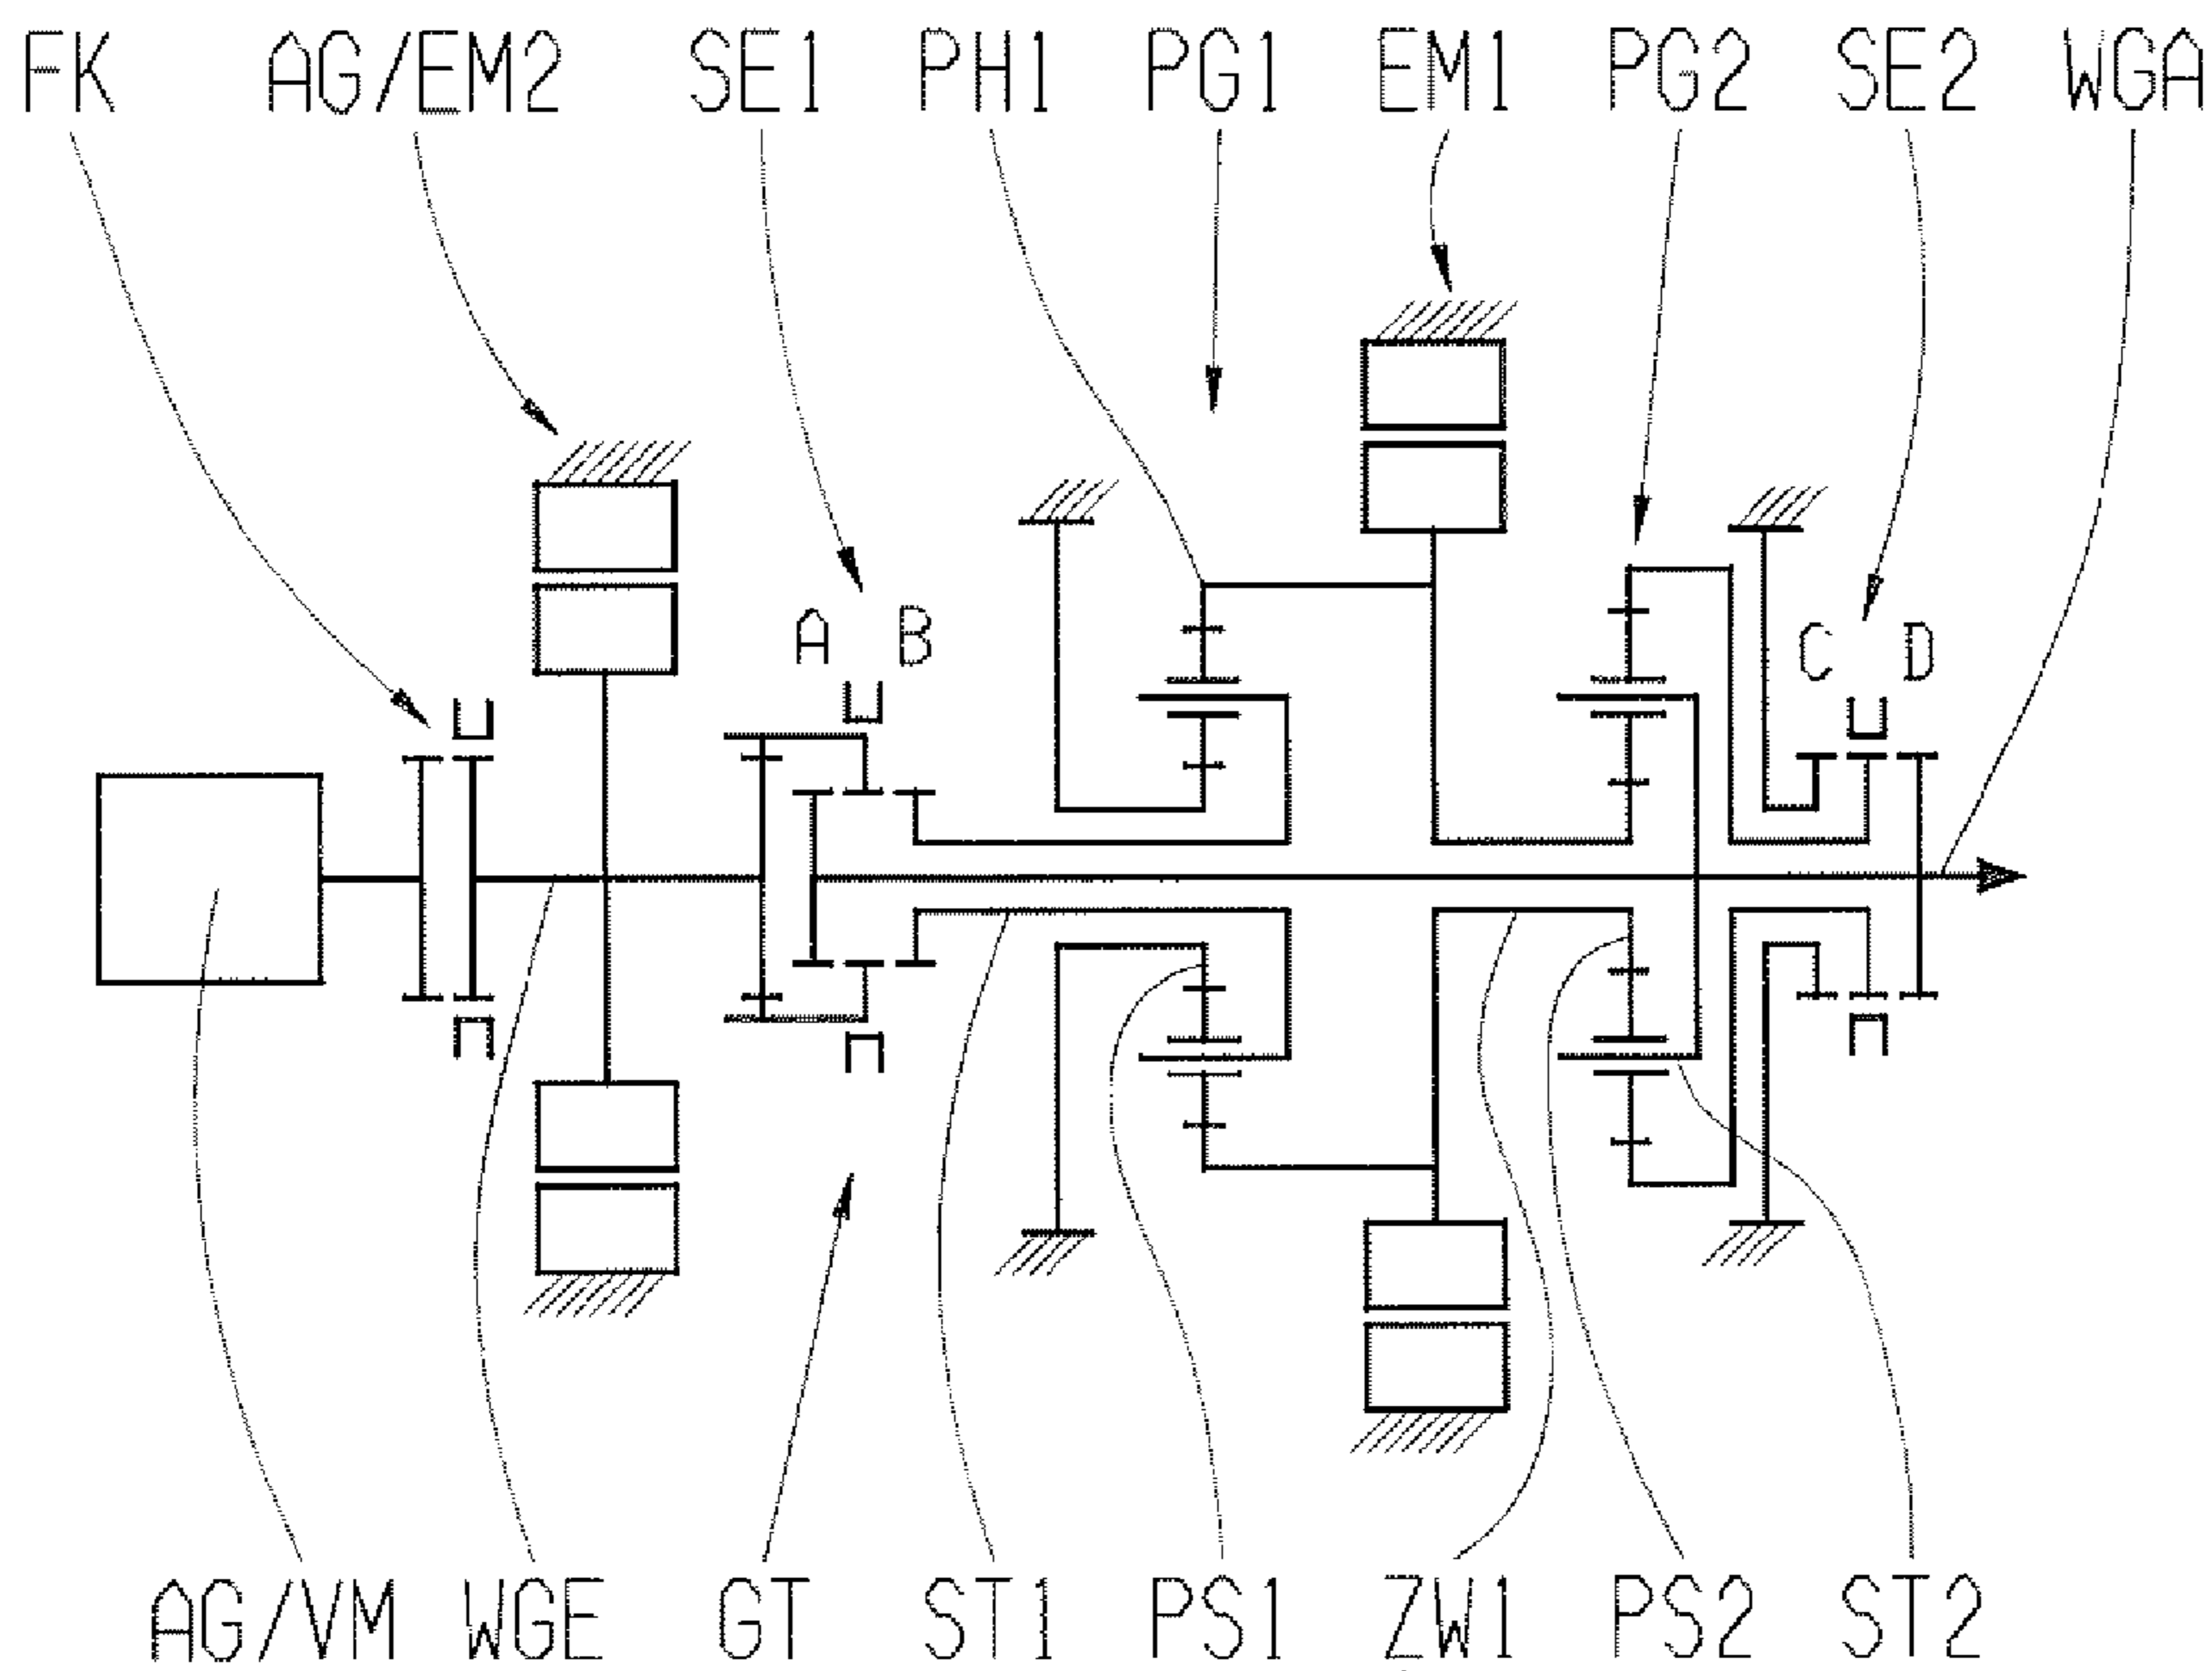 FK AG/EM2 SE1 PH1 PG1 EM1 PG2 SE2 WGA
A B
C D
AG/VM WGE GT ST1 PS1 ZW1 PS2 ST2